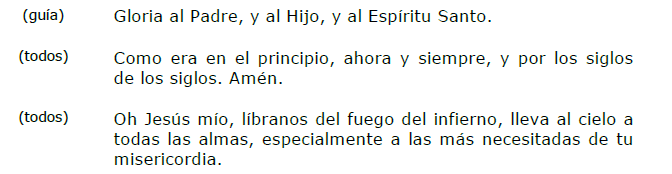 (guía) Gloria al Padre, y al Hijo, y al Espíritu Santo.
(todos) Como era en el principio, ahora y siempre, y por los siglos
de los siglos. Amén.
(todos) Oh Jesús mío, líbranos del fuego del infierno, lleva al cielo a
todas las almas, especialmente a las más necesitadas de tu
misericordia.